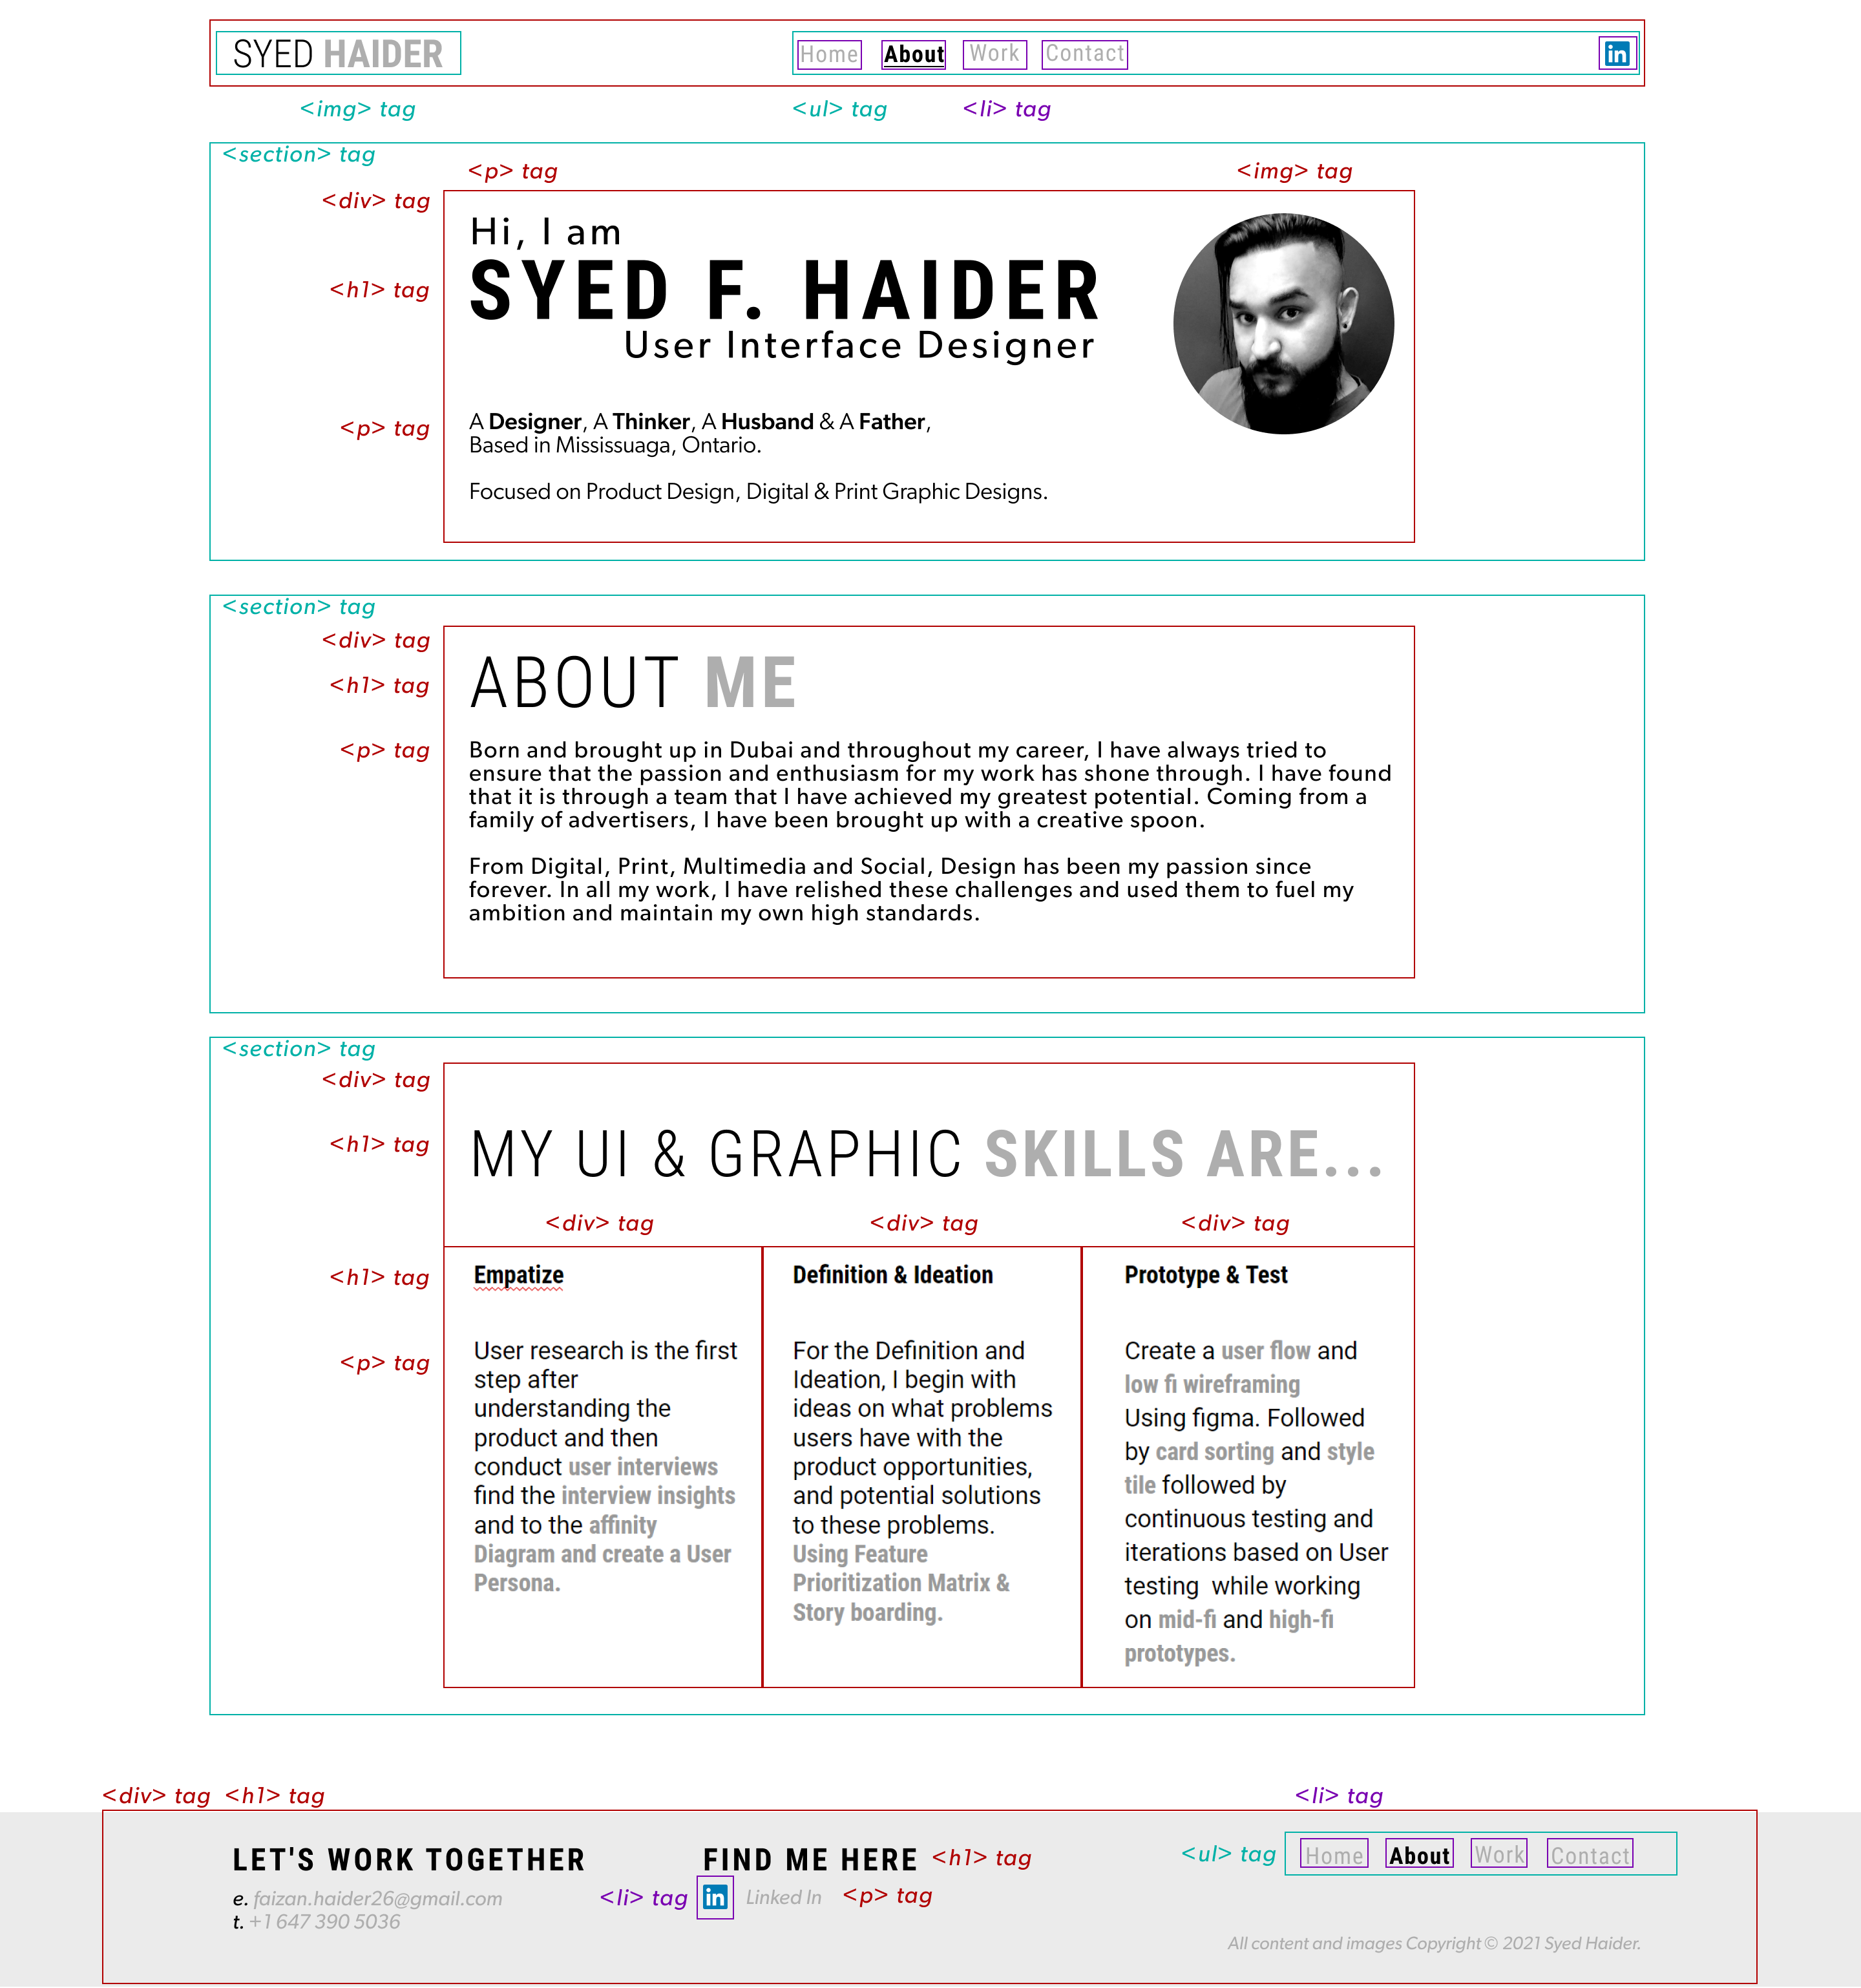 SYED HAIDER
Home About Work Contact in
<img> tag
<ul> tag
<li> tag
<section> tag
<p> tag
<img> tag
<div> tag
Hi, I am
<h1> tag
SYED F. HAIDER
User Interface Designer
<p> tag
A Designer, A Thinker, A Husband & A Father,
Based in Mississuaga, Ontario.
Focused on Product Design, Digital & Print Graphic Designs.
<section> tag
<div> tag
<h1> tag
ABOUT ME
<p> tag
Born and brought up in Dubai and throughout my career, I have always tried to
ensure that the passion and enthusiasm for my work has shone through. I have found
that it is through a team that I have achieved my greatest potential. Coming from a
family of advertisers, I have been brought up with a creative spoon.
From Digital, Print, Multimedia and Social, Design has been my passion since
forever. In all my work, I have relished these challenges and used them to fuel my
ambition and maintain my own high standards.
<section> tag
<div> tag
<h1> tag
MY UI & GRAPHIC SKILLS ARE...
<div> tag
<div> tag
<div> tag
<h1> tag
Empatize
<p> tag
User research is the first
step after
understanding the
product and then
conduct user interviews
find the interview insights
and to the affinity
Diagram and create a User
Persona.
Definition & Ideation
For the Definition and
Ideation, I begin with
ideas on what problems
users have with the
product opportunities,
and potential solutions
to these problems.
Using Feature
Prioritization Matrix &
Story boarding.
Prototype & Test
Create a user flow and
low fi wireframing
Using figma. Followed
by card sorting and style
tile followed by
continuous testing and
iterations based on User
testing  while working
on mid-fi and high-fi
prototypes.
<div> tag <h1> tag
<li> tag
LET'S WORK TOGETHER
e. faizan.haider26@gmail.com
t. +1 647 390 5036
FIND ME HERE <h1> tag
<li> tag in Linked In <p> tag
<ul> tag Home About Work Contact
All content and images Copyright © 2021 Syed Haider.